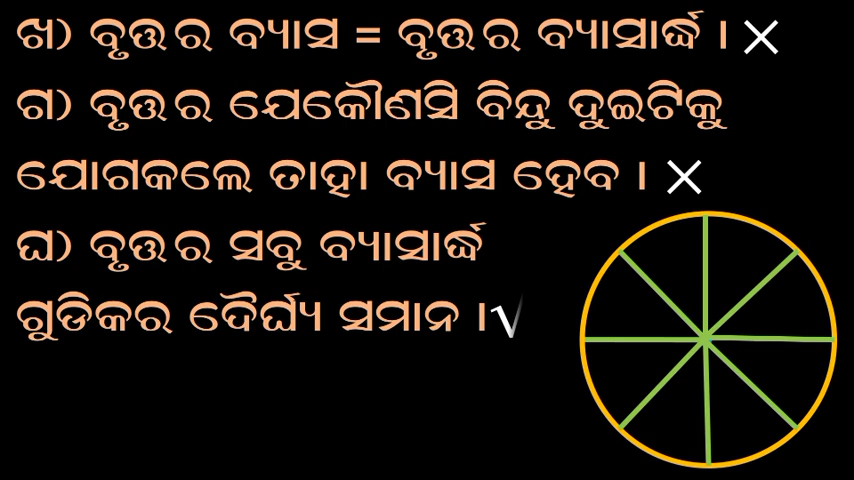 ଖ) ବୃତ୍ତର ବ୍ୟାସ = ବୃତ୍ତର ବ୍ୟାସାର୍ଦ୍ଧ । ×
ଗ) ବୃତ୍ତର ଯେକୌଣସି ବିନ୍ଦୁ ଦୁଇଟିକୁ
ଯୋଗକଲେ ତାହା ବ୍ୟାସ ହେବ । ×
ଘ) ବୃତ୍ତର ସବୁ ବ୍ୟାସାର୍ଦ୍ଧ
ଗୁଡିକର ଦୈର୍ଘ୍ୟ ସମାନ ।√